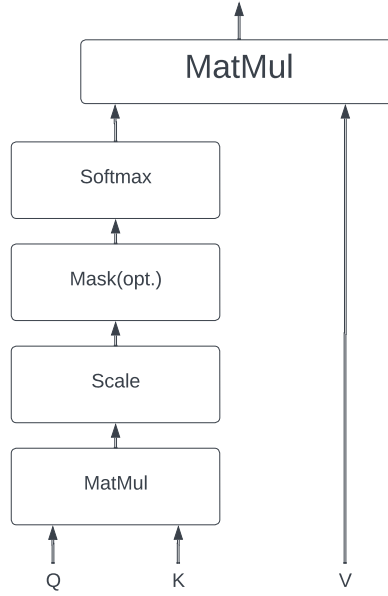 MatMul
Softmax
Mask(opt.)
Scale
MatMul
Q K V